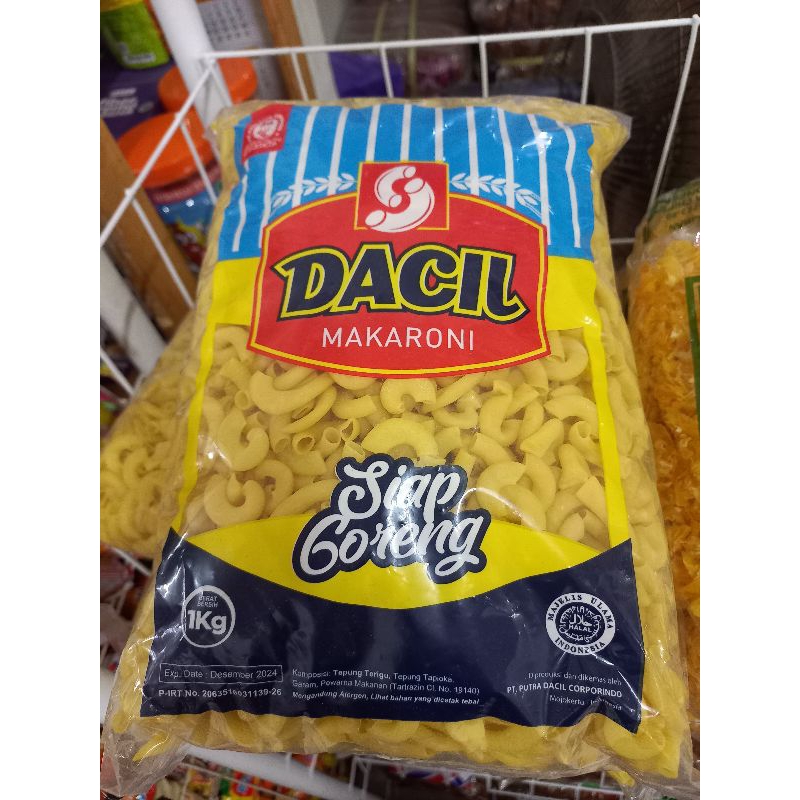 DACIL
MAKARONI
Siap
Goreng
BERAT
BERSIH
1Kg
MAJELIS ULAMA
HALAL
INDONESIA
Exp. Date : Desember 2024
P-IRT No. 2063516031139-26
Komposisi: Tepung Terigu, Tepung Tapioka,
Garam, Pewarna Makanan (Tartrazin CI. No. 19140)
Mengandung Alergen, Lihat bahan yang dicetak tebal
Diproduksi dan dikemas oleh
PT. PUTRA DACIL CORPORINDO
Mojokerto - Indonesia